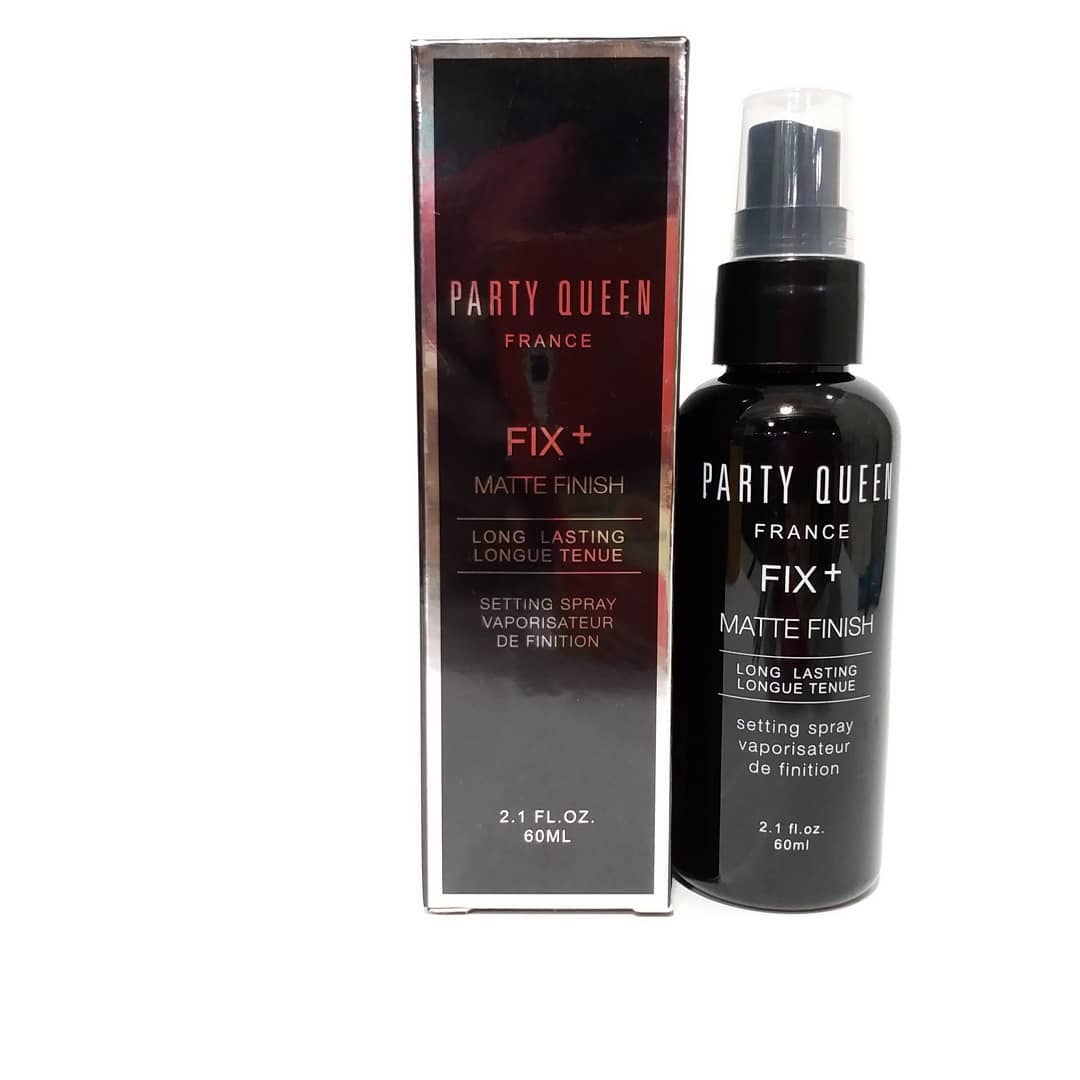 PARTY QUEEN
FRANCE
FIX+
MATTE FINISH
LONG LASTING
LONGUE TENUE
SETTING SPRAY
VAPORISATEUR
DE FINITION
2.1 FL.OZ.
60ML
PARTY QUEEN
FRANCE
FIX+
MATTE FINISH
LONG LASTING
LONGUE TENUE
setting spray
vaporisateur
de finition
2.1 fl.oz.
60ml